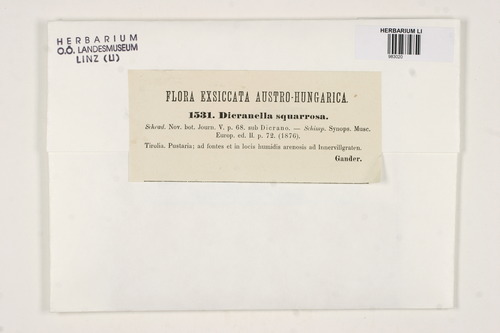 HERBARIUM
O.Ö. LANDESMUSEUM
LINZ (LI)
HERBARIUM LI
983020
FLORA EXSICCATA AUSTRO-HUNGARICA.
1531. Dicranella squarrosa.
Schrad. Nov. bot. Journ. V. p. 68. sub Dicrano. — Schimp. Synops. Musc.
Europ. ed. II. p. 72. (1876).
Tirolia. Pustaria; ad fontes et in locis humidis arenosis ad Innervillgraten.
Gander.